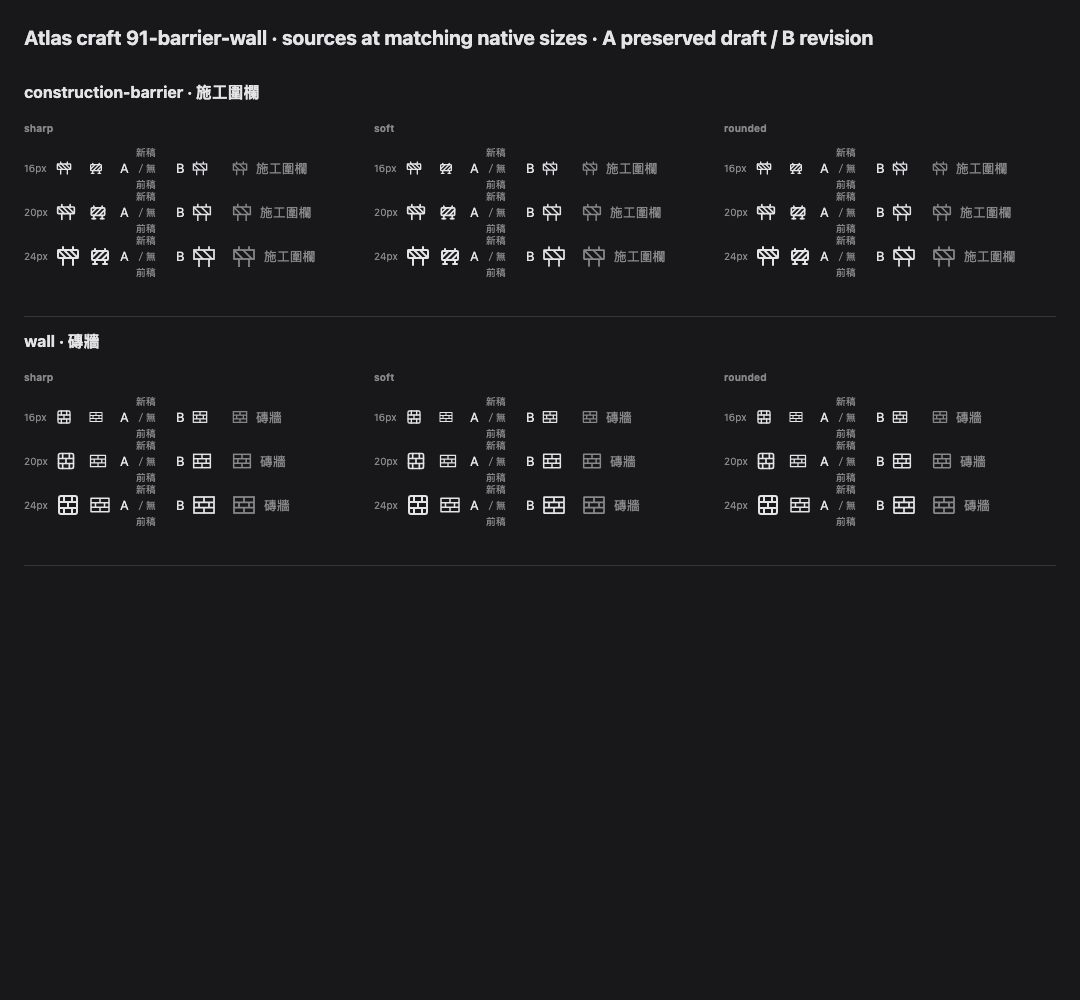 Atlas craft 91-barrier-wall · sources at matching native sizes · A preserved draft / B revision
construction-barrier · 施工圍欄
sharp
16px A 新稿 / 無前稿 B 施工圍欄
20px A 新稿 / 無前稿 B 施工圍欄
24px A 新稿 / 無前稿 B 施工圍欄
soft
16px A 新稿 / 無前稿 B 施工圍欄
20px A 新稿 / 無前稿 B 施工圍欄
24px A 新稿 / 無前稿 B 施工圍欄
rounded
16px A 新稿 / 無前稿 B 施工圍欄
20px A 新稿 / 無前稿 B 施工圍欄
24px A 新稿 / 無前稿 B 施工圍欄
wall · 磚牆
sharp
16px A 新稿 / 無前稿 B 磚牆
20px A 新稿 / 無前稿 B 磚牆
24px A 新稿 / 無前稿 B 磚牆
soft
16px A 新稿 / 無前稿 B 磚牆
20px A 新稿 / 無前稿 B 磚牆
24px A 新稿 / 無前稿 B 磚牆
rounded
16px A 新稿 / 無前稿 B 磚牆
20px A 新稿 / 無前稿 B 磚牆
24px A 新稿 / 無前稿 B 磚牆